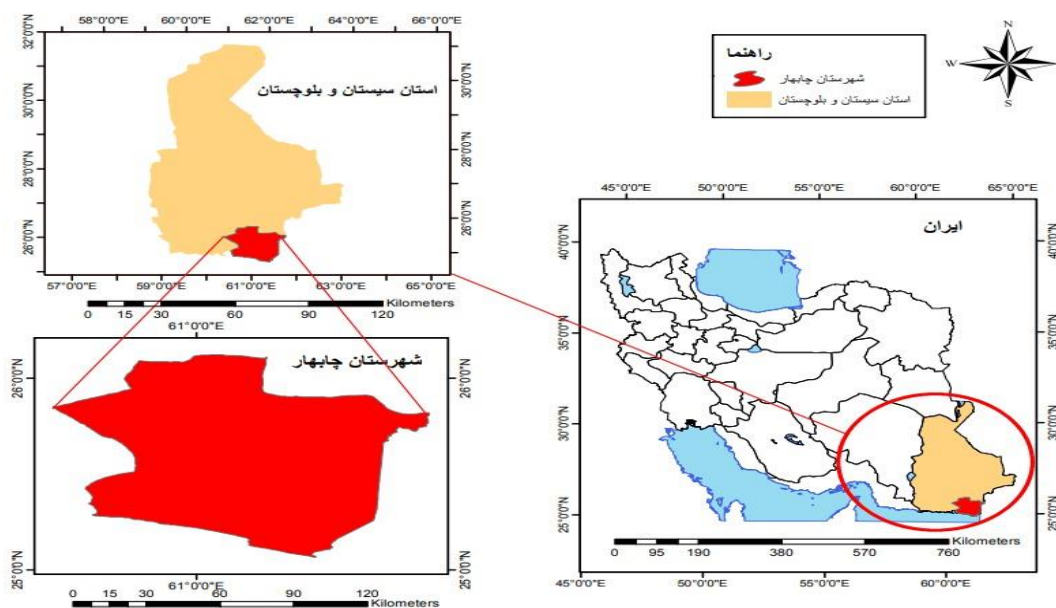 58°0'0"E 60°0'0"E 62°0'0"E 64°0'0"E
32°0'0"N
30°0'0"N 30°0'0"N
28°0'0"N 28°0'0"N
26°0'0"N 26°0'0"N
استان سیستان و بلوچستان
57°0'0"E 59°0'0"E 61°0'0"E 63°0'0"E 65°0'0"E
Kilometers
0 15 30 60 90 120
61°0'0"E
شهرستان چابهار
26°0'0"N 26°0'0"N
25°0'0"N 25°0'0"N
61°0'0"E
Kilometers
0 15 30 60 90 120
راهنما
شهرستان چابهار
استان سیستان و بلوچستان
N
W E
S
45°0'0"E 50°0'0"E 55°0'0"E 60°0'0"E 65°0'0"E
ایران
40°0'0"N 40°0'0"N
35°0'0"N 35°0'0"N
30°0'0"N 30°0'0"N
25°0'0"N 25°0'0"N
Kilometers
0 95 190 380 570 760
45°0'0"E 50°0'0"E 55°0'0"E 60°0'0"E